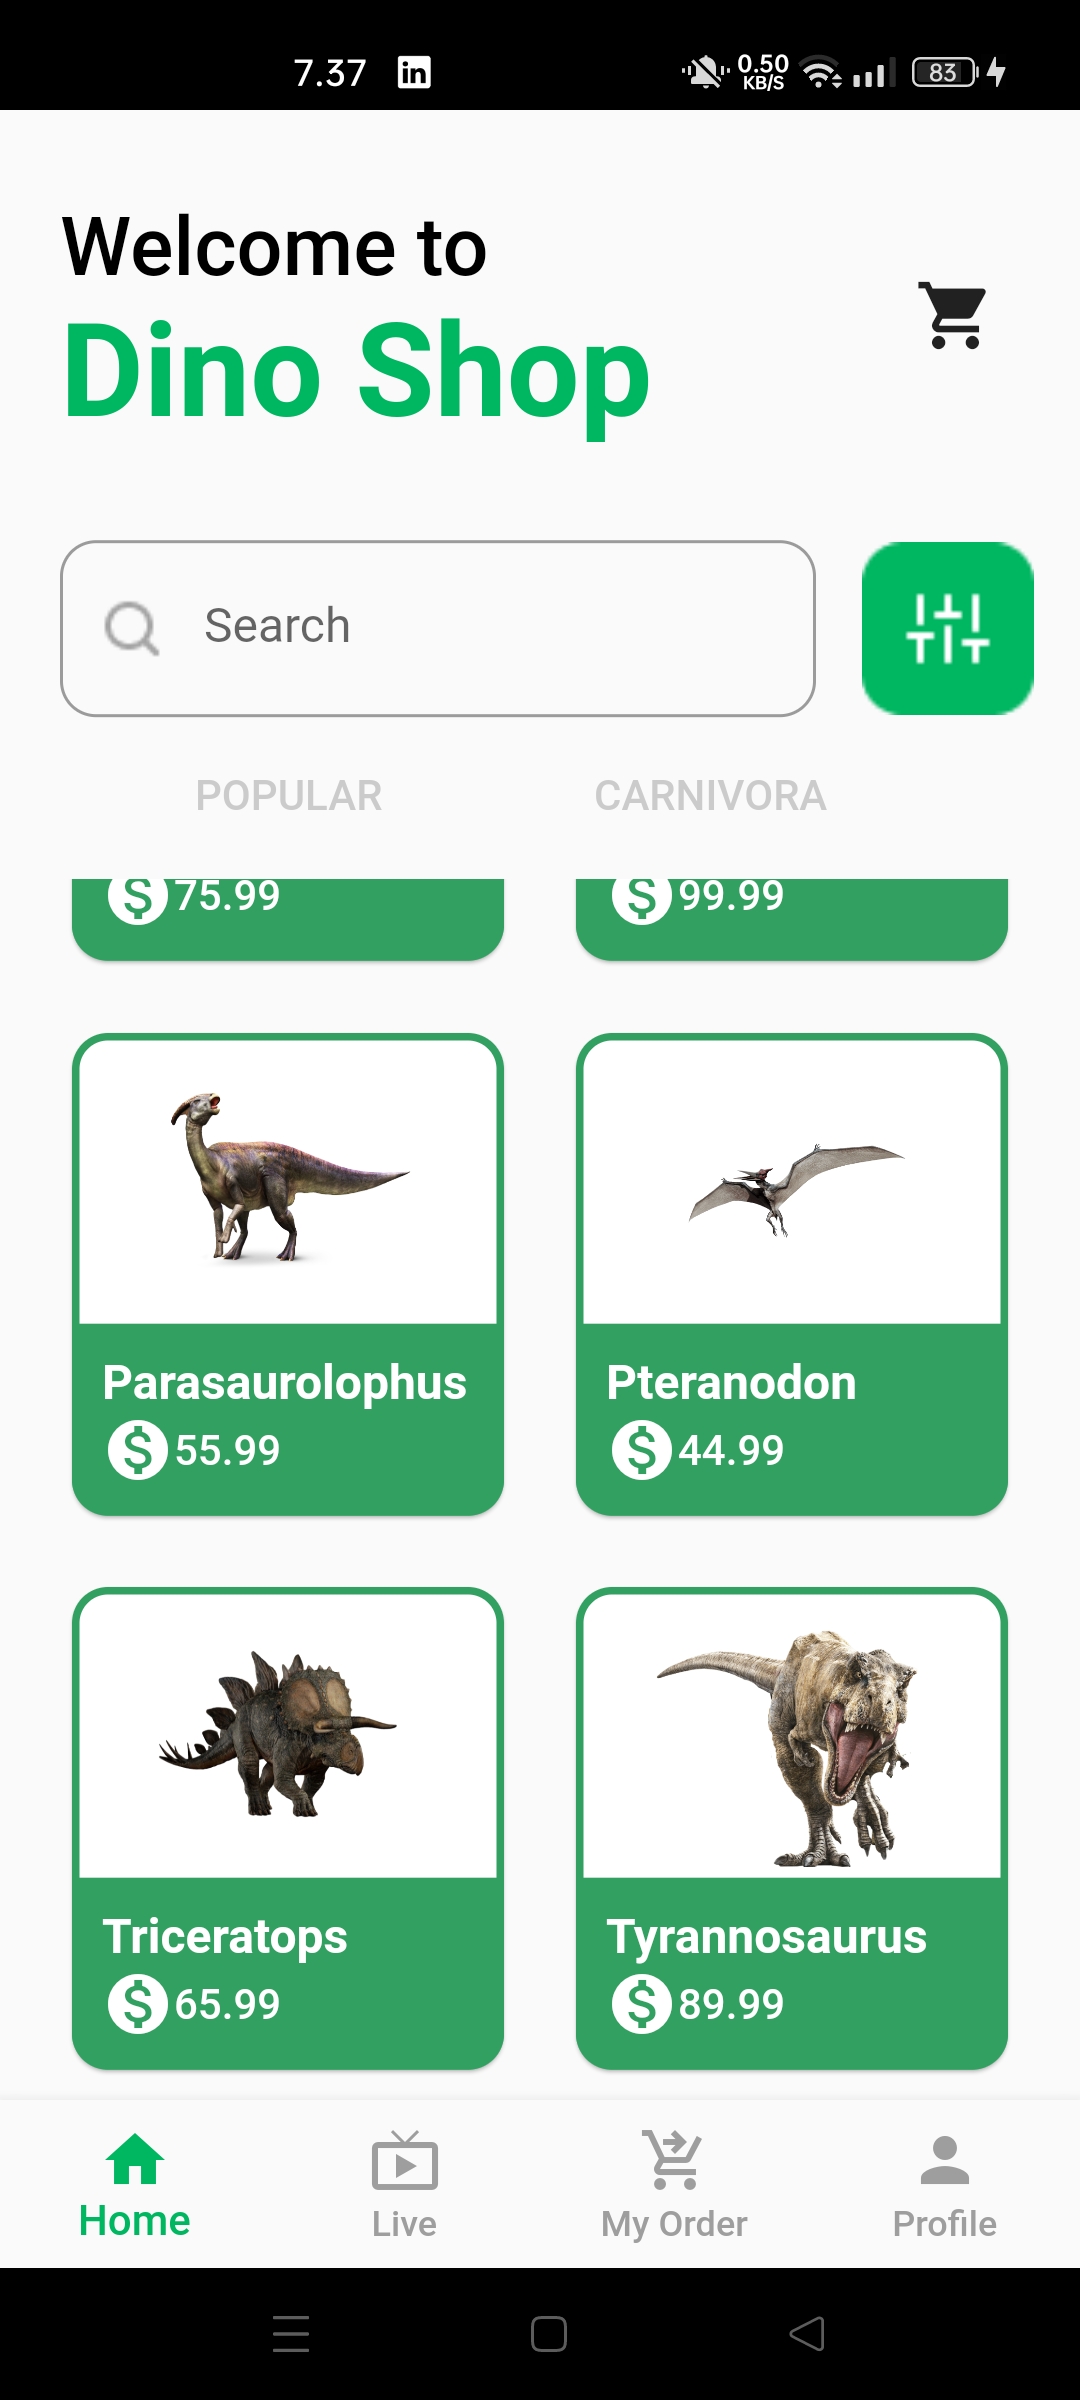 7.37 in 0.50 KB/S 83
Welcome to
Dino Shop
Search
POPULAR CARNIVORA
$ 75.99 $ 99.99
Parasaurolophus Pteranodon
$ 55.99 $ 44.99
Triceratops Tyrannosaurus
$ 65.99 $ 89.99
Home Live My Order Profile